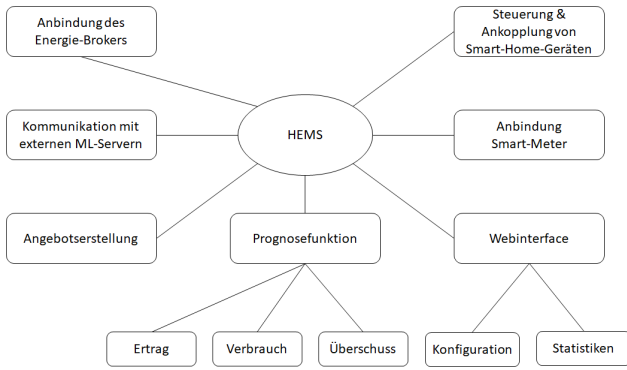 Anbindung des
Energie-Brokers
Steuerung &
Ankopplung von
Smart-Home-Geräten
Kommunikation mit
externen ML-Servern
HEMS
Anbindung
Smart-Meter
Angebotserstellung
Prognosefunktion
Webinterface
Ertrag
Verbrauch
Überschuss
Konfiguration
Statistiken